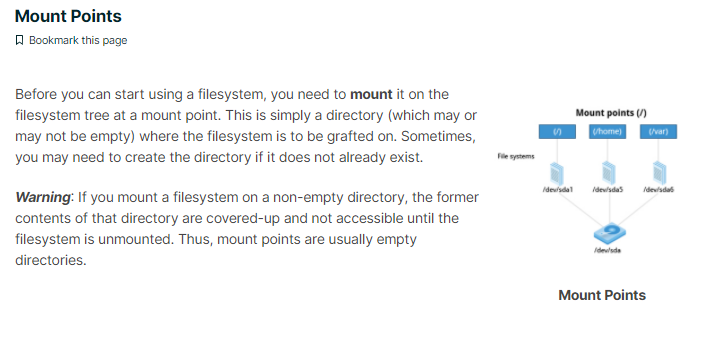 Mount Points
Bookmark this page
Before you can start using a filesystem, you need to mount it on the
filesystem tree at a mount point. This is simply a directory (which may or
may not be empty) where the filesystem is to be grafted on. Sometimes,
you may need to create the directory if it does not already exist.
Warning: If you mount a filesystem on a non-empty directory, the former
contents of that directory are covered-up and not accessible until the
filesystem is unmounted. Thus, mount points are usually empty
directories.
Mount points (/)
(/) (/home) (/var)
File systems
/dev/sda1 /dev/sda5 /dev/sda6
/dev/sda
Mount Points